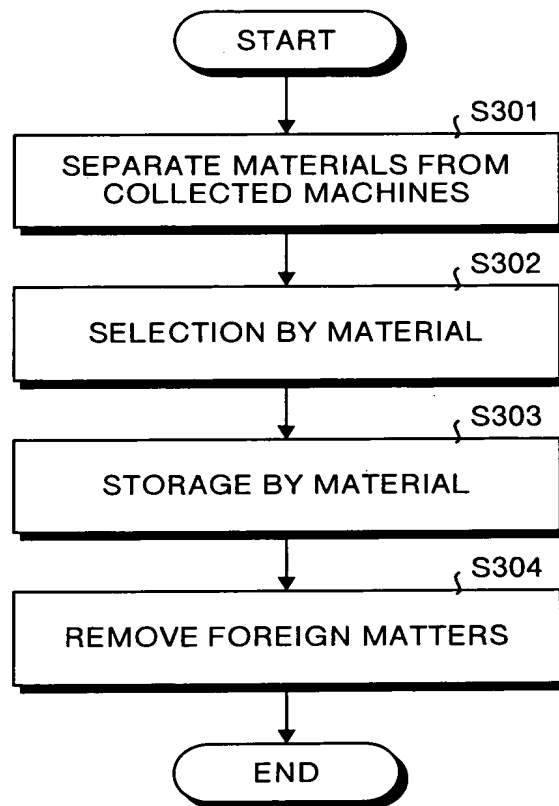 START
S301
SEPARATE MATERIALS FROM
COLLECTED MACHINES
S302
SELECTION BY MATERIAL
S303
STORAGE BY MATERIAL
S304
REMOVE FOREIGN MATTERS
END